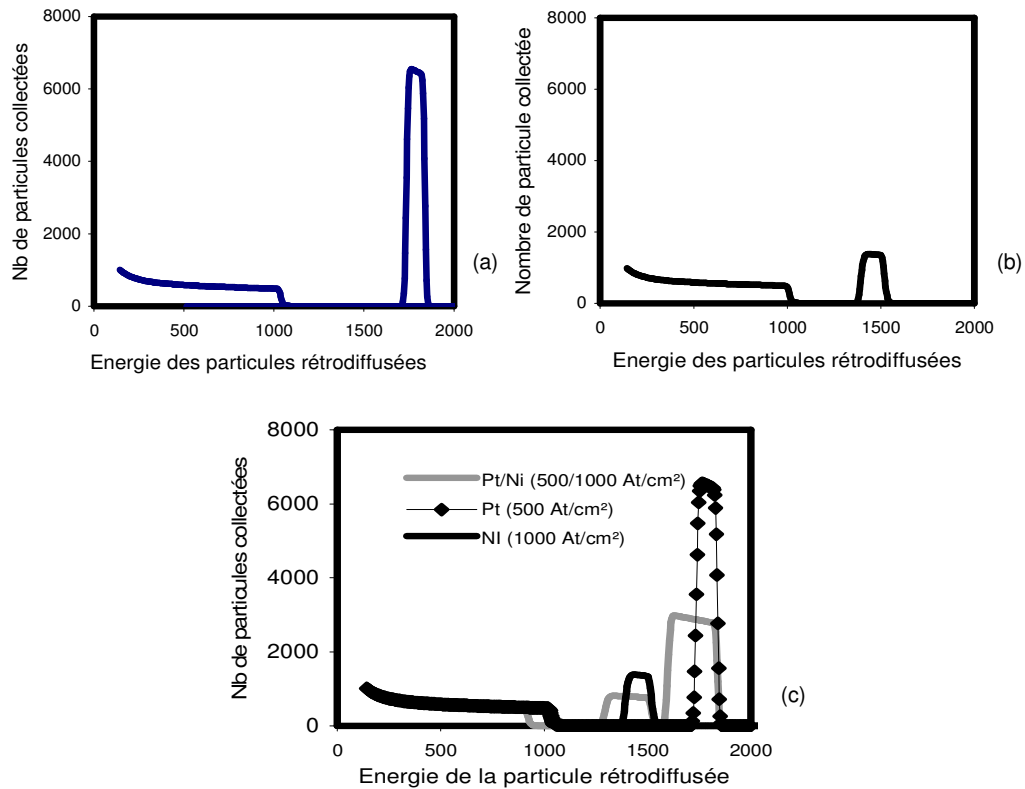 8000
6000
4000
2000
0
Nb de particules collectées
0 500 1000 1500 2000
Energie des particules rétrodiffusées
(a)
8000
6000
4000
2000
0
Nombre de particule collectée
0 500 1000 1500 2000
Energie des particules rétrodiffusées
(b)
8000
6000
4000
2000
0
Nb de particules collectées
Pt/Ni (500/1000 At/cm²)
Pt (500 At/cm²)
NI (1000 At/cm²)
0 500 1000 1500 2000
Energie de la particule rétrodiffusée
(c)